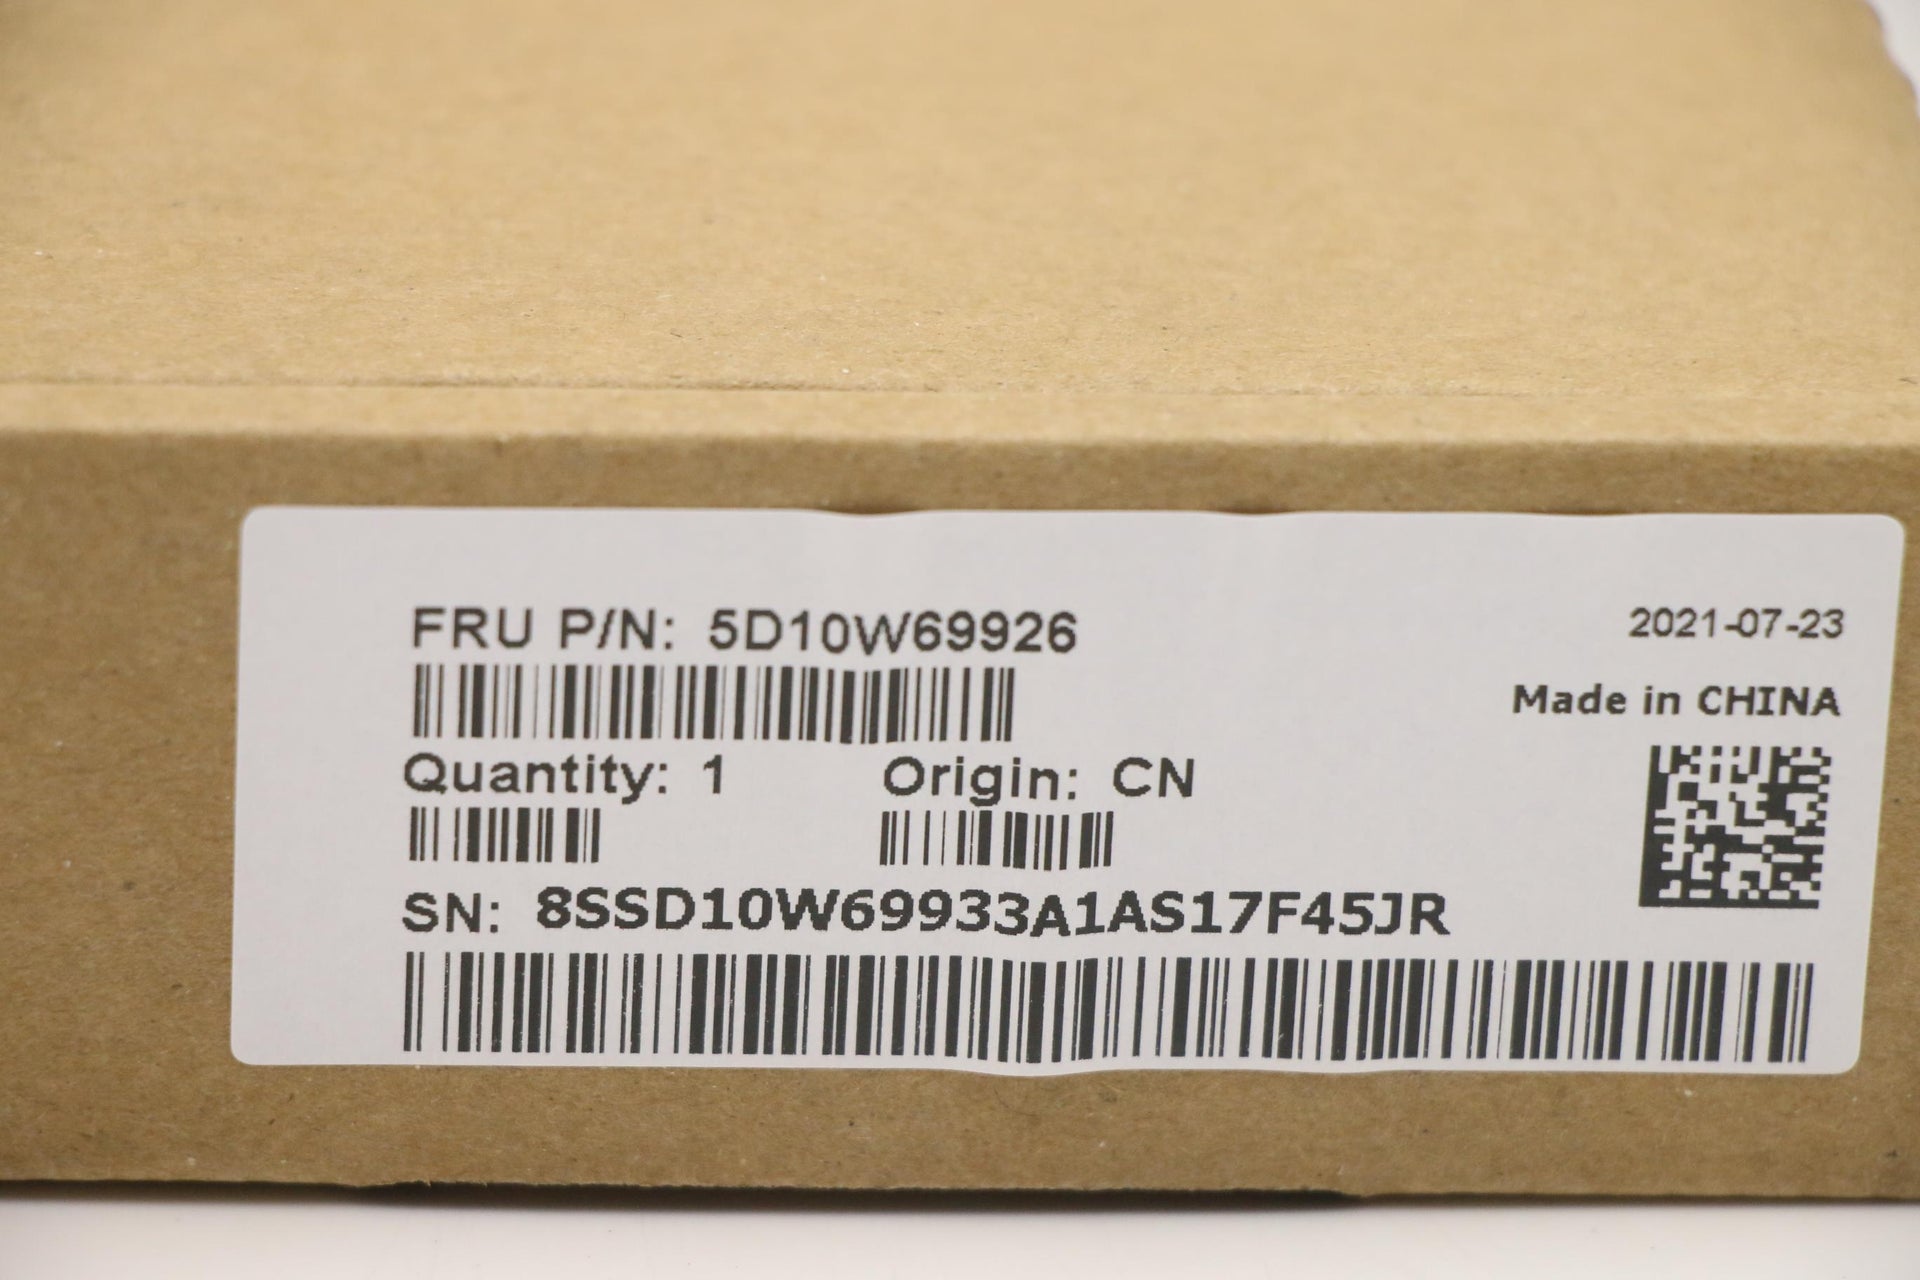 FRU P/N: 5D10W69926
2021-07-23
Made in CHINA
Quantity: 1
Origin: CN
SN: 8SSD10W69933A1AS17F45JR